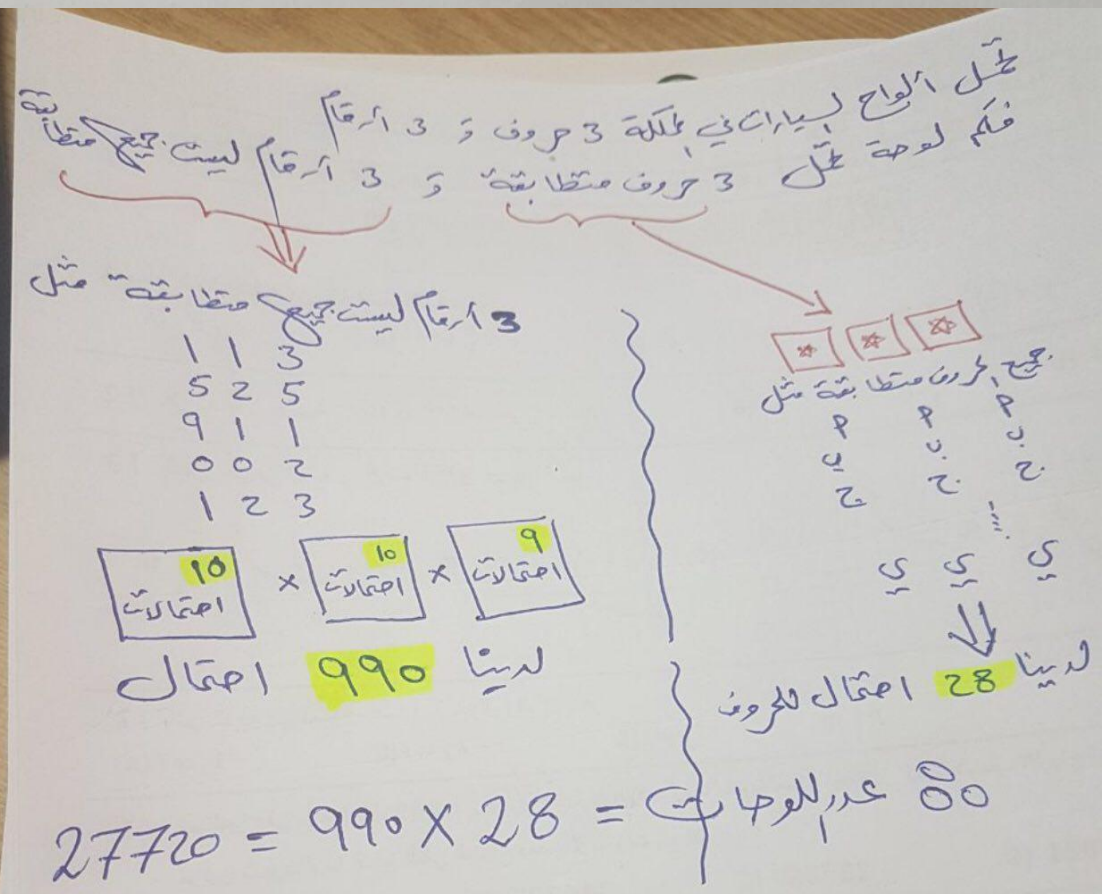 تحمل ألواح السيارات في مملكة 3 حروف و 3 أرقام
فكم لوحة تحمل 3 حروف متطابقة و 3 أرقام ليست جميع متطابقة
3 أرقام ليست جميع متطابقة مثل
1 1 3
5 2 5
9 1 1
0 0 2
1 2 3
10 احتمالات × 10 احتمالات × 9 احتمالات
لدينا 990 احتمال
جميع الحروف متطابقة مثل
م م م
ب ب ب
ح ح ح
.....
ي ي ي
لدينا 28 احتمال للحروف
عدد اللوحات = 28 × 990 = 27720